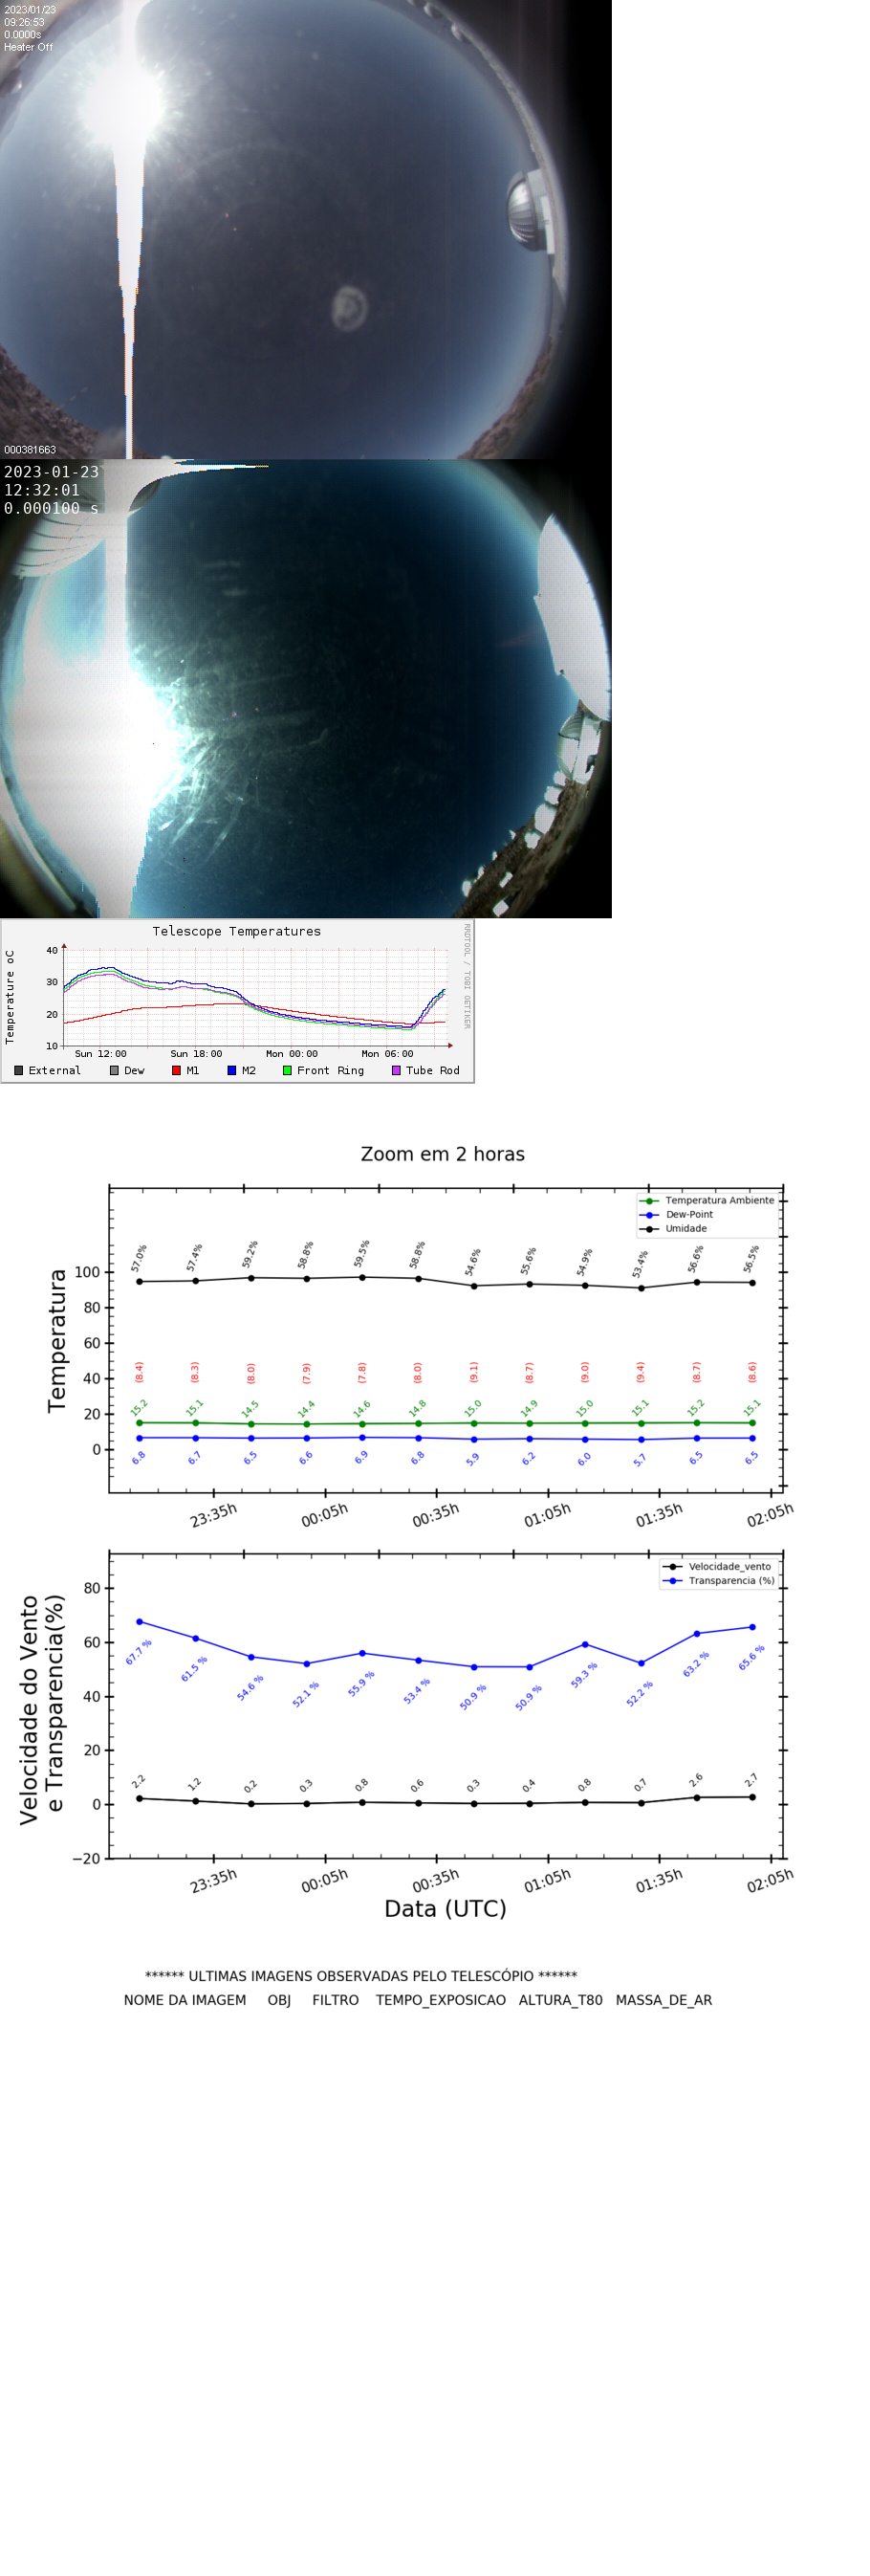 2023/01/23
09:26:53
0.0000s
Heater Off
000381663
2023-01-23
12:32:01
0.000100 s
Telescope Temperatures
RRDTOOL / TOBI OETIKER
Temperature oC
40
30
20
10
Sun 12:00 Sun 18:00 Mon 00:00 Mon 06:00
External Dew M1 M2 Front Ring Tube Rod
Zoom em 2 horas
Temperatura Ambiente
Dew-Point
Umidade
Temperatura
100
80
60
40
20
0
57.0% 57.4% 59.2% 58.8% 59.5% 58.8% 54.6% 55.6% 54.9% 53.4% 56.6% 56.5%
(8.4) (8.3) (8.0) (7.9) (7.8) (8.0) (9.1) (8.7) (9.0) (9.4) (8.7) (8.6)
15.2 15.1 14.5 14.4 14.6 14.8 15.0 14.9 15.0 15.1 15.2 15.1
6.8 6.7 6.5 6.6 6.9 6.8 5.9 6.2 6.0 5.7 6.5 6.5
23:35h 00:05h 00:35h 01:05h 01:35h 02:05h
Velocidade_vento
Transparencia (%)
Velocidade do Vento
e Transparencia(%)
80
60
40
20
0
−20
67.7 % 61.5 % 54.6 % 52.1 % 55.9 % 53.4 % 50.9 % 50.9 % 59.3 % 52.2 % 63.2 % 65.6 %
2.2 1.2 0.2 0.3 0.8 0.6 0.3 0.4 0.8 0.7 2.6 2.7
23:35h 00:05h 00:35h 01:05h 01:35h 02:05h
Data (UTC)
****** ULTIMAS IMAGENS OBSERVADAS PELO TELESCÓPIO ******
NOME DA IMAGEM OBJ FILTRO TEMPO_EXPOSICAO ALTURA_T80 MASSA_DE_AR